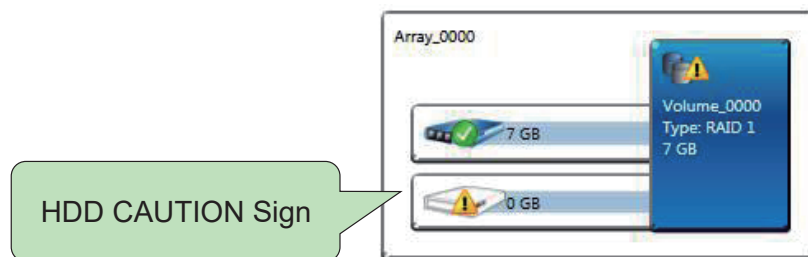 Array_0000
Volume_0000
Type: RAID 1
7 GB
7 GB
0 GB
HDD CAUTION Sign